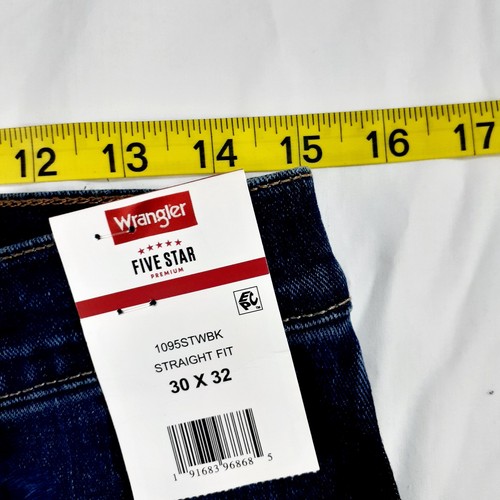 12 13 14 15 16 17
Wrangler
FIVE STAR
PREMIUM
EPC™
1095STWBK
STRAIGHT FIT
30 X 32
1 91683 96868 5